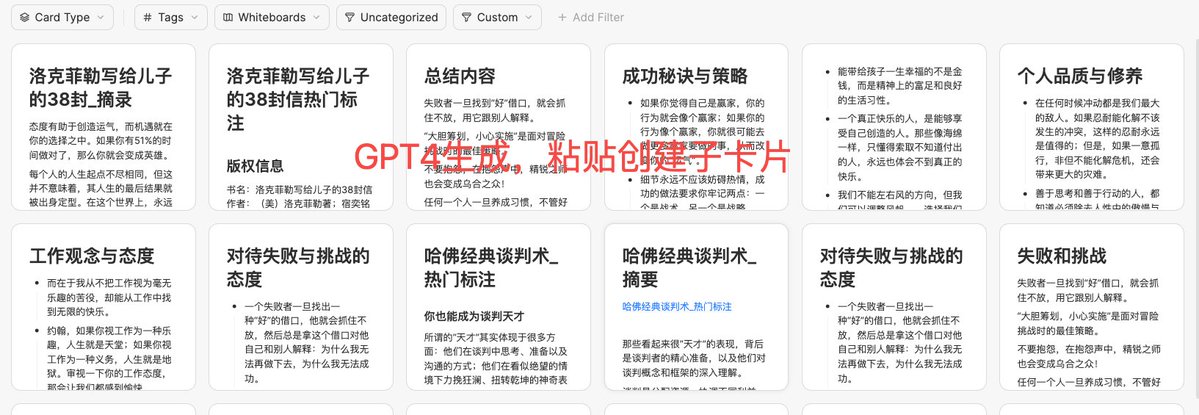 Card Type
Tags
Whiteboards
Uncategorized
Custom
Add Filter
洛克菲勒写给儿子
的38封_摘录
态度有助于创造运气，而机遇就在
你的选择之中。如果你有51%的时
间做对了，那么你就会变成英雄。
每个人的人生起点不尽相同，但这
并不意味着，其人生的最后结果就
被出身定型。在这个世界上，永远
洛克菲勒写给儿子
的38封信热门标
注
版权信息
书名：洛克菲勒写给儿子的38封信
作者：（美）洛克菲勒著；宿奕铭
总结内容
失败者一旦找到“好”借口，就会抓
住不放，用它跟别人解释。
“大胆筹划，小心实施”是面对冒险
挑战时的最佳策略。
不要抱怨，在抱怨声中，精锐之师
也会变成乌合之众！
任何一个人一旦养成习惯，不管好
成功秘诀与策略
如果你觉得自己是赢家，你的
行为就会像个赢家；如果你的
行为像个赢家，你就很可能去
做更多赢家要做的事，从而改
变你的“运气”。
细节永远不应该妨碍热情，成
功的做法要求你牢记两点：一
个是战术，另一个是战略
能带给孩子一生幸福的不是金
钱，而是精神上的富足和良好
的生活习性。
一个真正快乐的人，是能够享
受自己创造的人。那些像海绵
一样，只懂得索取不知道付出
的人，永远也体会不到真正的
快乐。
我们不能左右风的方向，但我
们可以调整风帆——选择我们
个人品质与修养
在任何时候冲动都是我们最大
的敌人。如果忍耐能化解不该
发生的冲突，这样的忍耐永远
是值得的；但是，如果一意孤
行，非但不能化解危机，还会
带来更大的灾难。
善于思考和善于行动的人，都
知道必须除去人性中的傲慢与
GPT4生成，粘贴创建子卡片
工作观念与态度
而在于我从不把工作视为毫无
乐趣的苦役，却能从工作中找
到无限的快乐。
约翰，如果你视工作为一种乐
趣，人生就是天堂；如果你视
工作为一种义务，人生就是地
狱。审视一下你的工作态度，
那会让我们都感到愉快
对待失败与挑战的
态度
一个失败者一旦找出一
种“好”的借口，他就会抓住不
放，然后总是拿这个借口对他
自己和别人解释：为什么我无
法再做下去，为什么我无法成
功。
哈佛经典谈判术_
热门标注
你也能成为谈判天才
所谓的“天才”其实体现于很多方
面：他们在谈判中思考、准备以及
沟通的方式；他们在看似绝望的情
境下力挽狂澜、扭转乾坤的神奇表
哈佛经典谈判术_
摘要
哈佛经典谈判术_热门标注
那些看起来很“天才”的表现，背后
是谈判者的精心准备，以及他们对
谈判概念和框架的深入理解。
对待失败与挑战的
态度
一个失败者一旦找出一
种“好”的借口，他就会抓住不
放，然后总是拿这个借口对他
自己和别人解释：为什么我无
法再做下去，为什么我无法成
功。
失败和挑战
失败者一旦找到“好”借口，就会抓
住不放，用它跟别人解释。
“大胆筹划，小心实施”是面对冒险
挑战时的最佳策略。
不要抱怨，在抱怨声中，精锐之师
也会变成乌合之众！
任何一个人一旦养成习惯，不管好